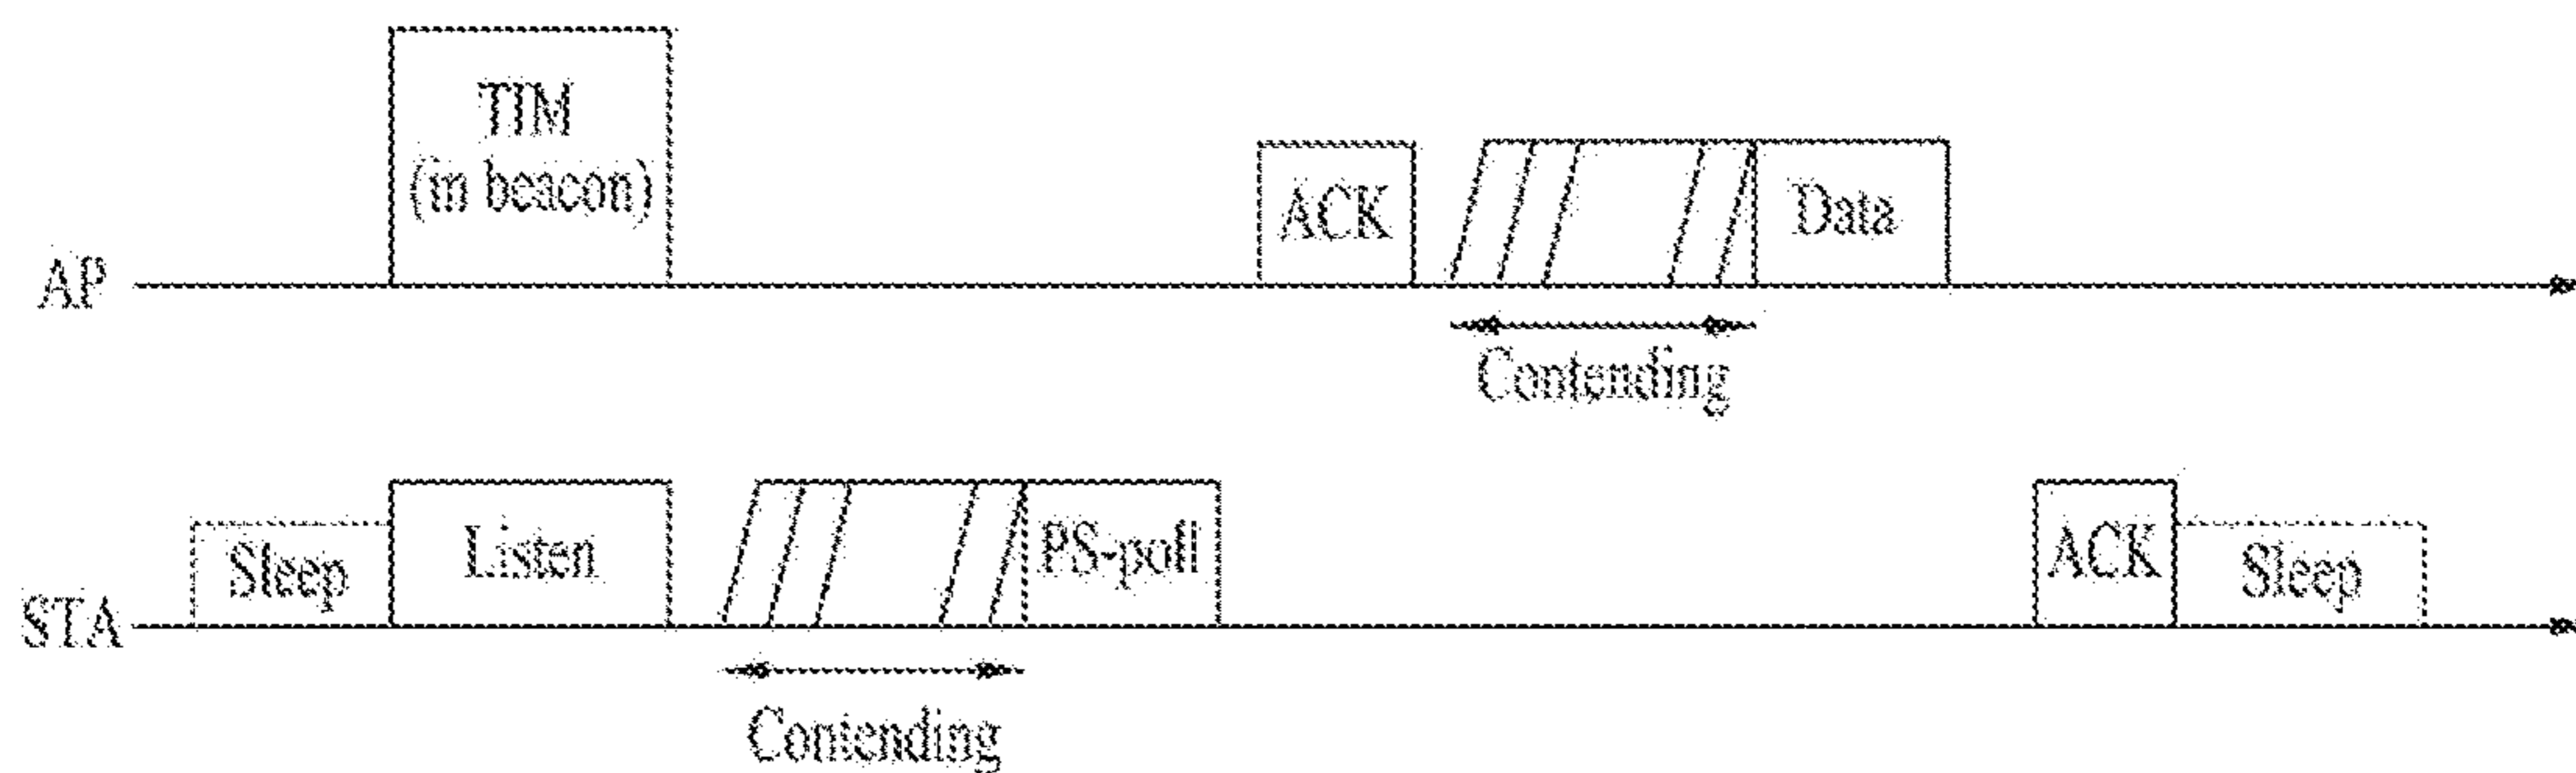 TIM
(in beacon)
ACK
Data
AP
Contending
Sleep
Listen
PS-poll
ACK
Sleep
STA
Contending